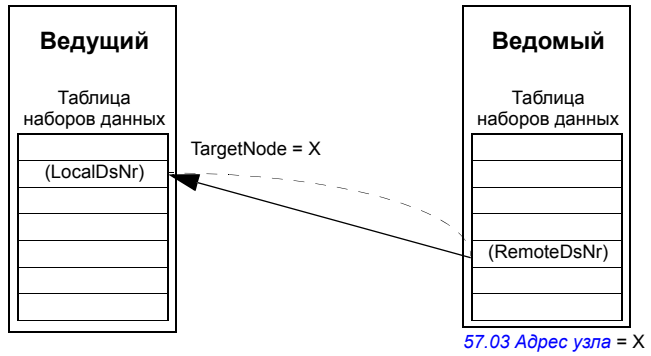 Ведущий
Таблица
наборов данных
(LocalDsNr)
TargetNode = X
Ведомый
Таблица
наборов данных
(RemoteDsNr)
57.03 Адрес узла = X